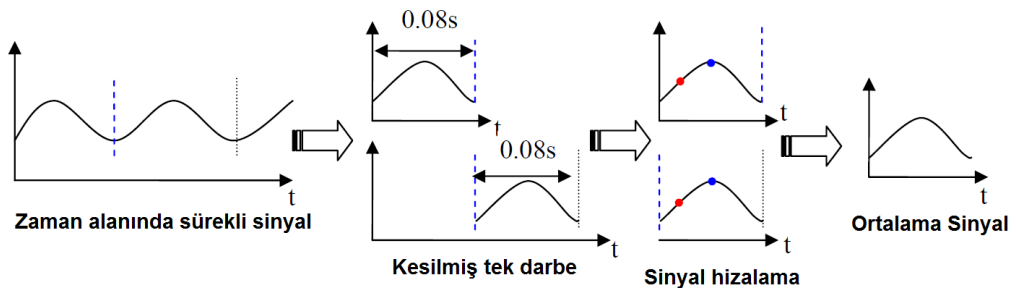 0.08s
t
Zaman alanında sürekli sinyal
t
0.08s
t
Kesilmiş tek darbe
t
t
Sinyal hizalama
t
Ortalama Sinyal